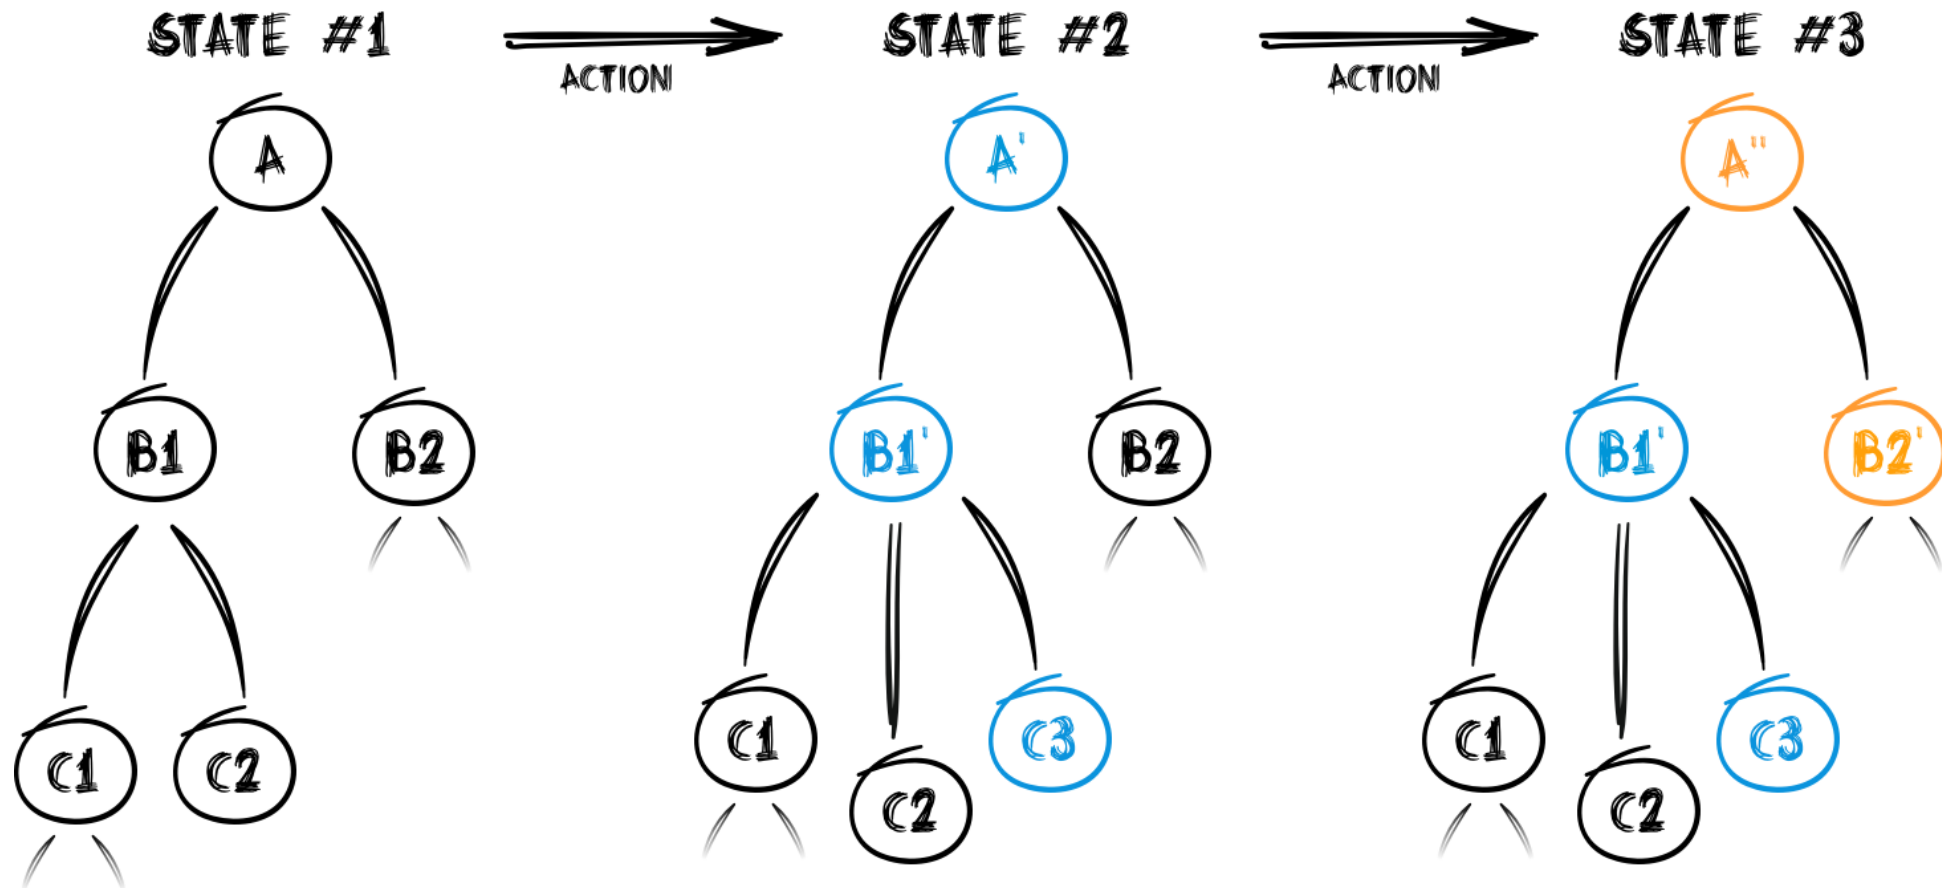 STATE #1 STATE #2 STATE #3
ACTION ACTION
A A' A''
B1 B2 B1' B2 B1' B2'
C1 C2 C1 C2 C3 C1 C2 C3